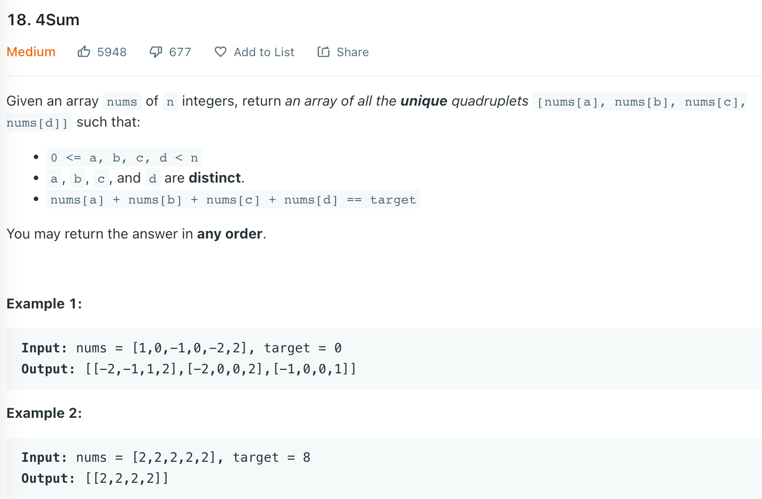 18. 4Sum
Medium 5948 677 Add to List Share
Given an array nums of n integers, return an array of all the unique quadruplets [nums[a], nums[b], nums[c],
nums[d]] such that:
• 0 <= a, b, c, d < n
• a, b, c, and d are distinct.
• nums[a] + nums[b] + nums[c] + nums[d] == target
You may return the answer in any order.
Example 1:
Input: nums = [1,0,-1,0,-2,2], target = 0
Output: [[-2,-1,1,2],[-2,0,0,2],[-1,0,0,1]]
Example 2:
Input: nums = [2,2,2,2,2], target = 8
Output: [[2,2,2,2]]